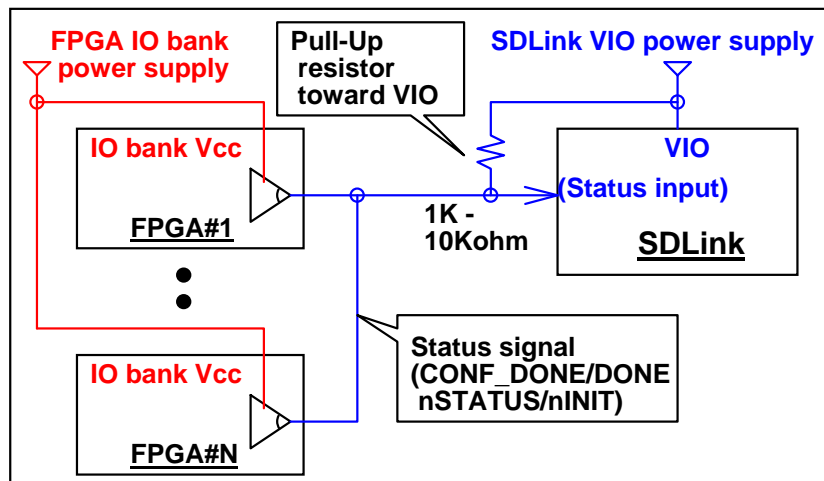 FPGA IO bank
power supply
Pull-Up
resistor
toward VIO
SDLink VIO power supply
IO bank Vcc
FPGA#1
VIO
(Status input)
SDLink
1K -
10Kohm
Status signal
(CONF_DONE/DONE
nSTATUS/nINIT)
IO bank Vcc
FPGA#N